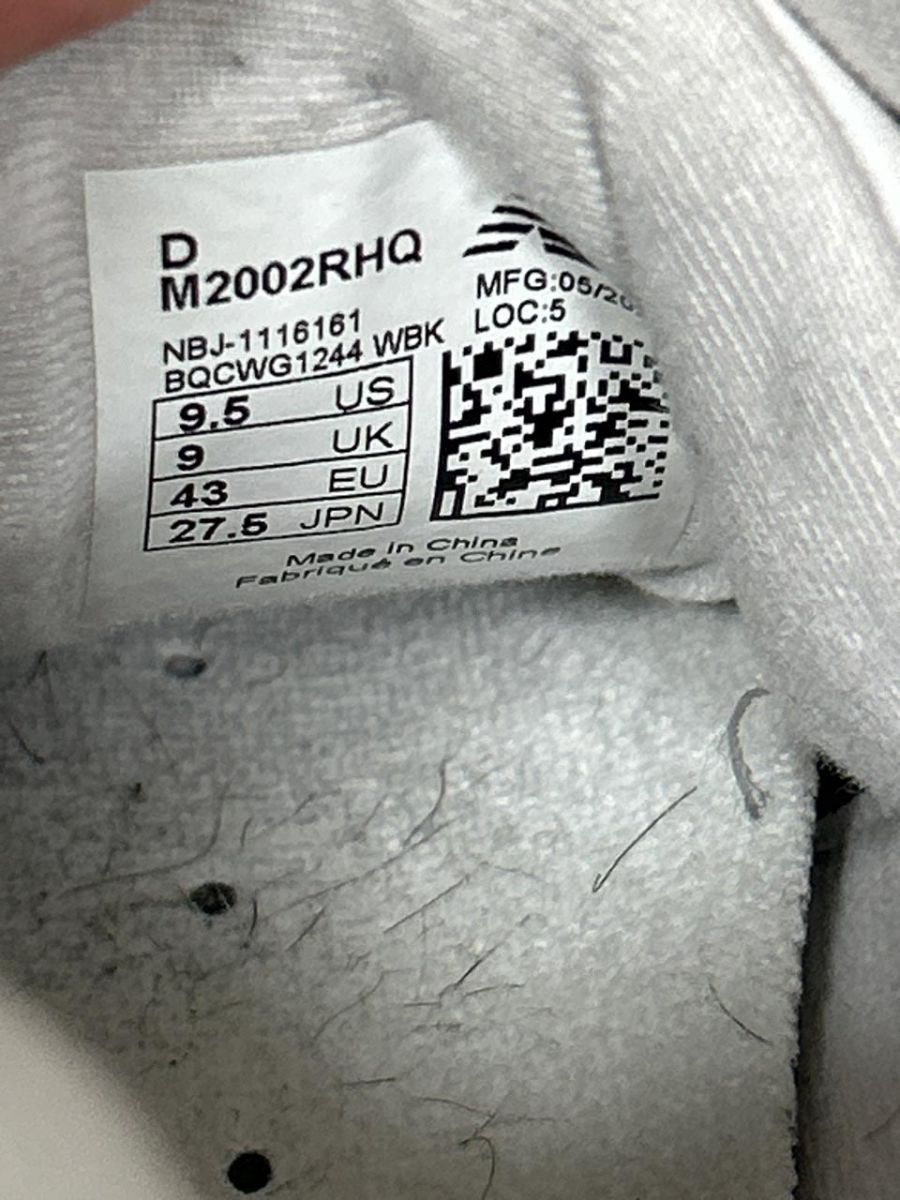 D
M2002RHQ
NBJ-1116161
BQCWG1244 WBK
MFG:05/20
LOC:5
9.5 US
9 UK
43 EU
27.5 JPN
Made in China
Fabriqué en Chine